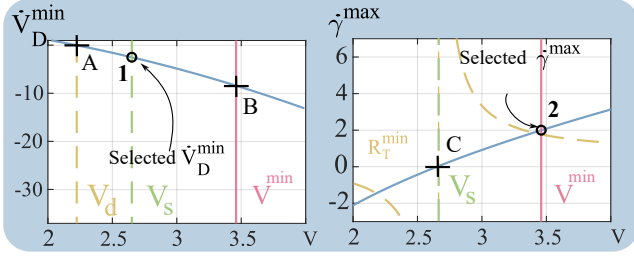 V̇_D^min
γ̇^max
0
-10
-20
-30
A
1
B
Selected V̇_D^min
V_d
V_s
V^min
2
2.5
3
3.5
V
6
4
2
0
-2
Selected γ̇^max
2
R_T^min
C
V_s
V^min
2
2.5
3
3.5
V